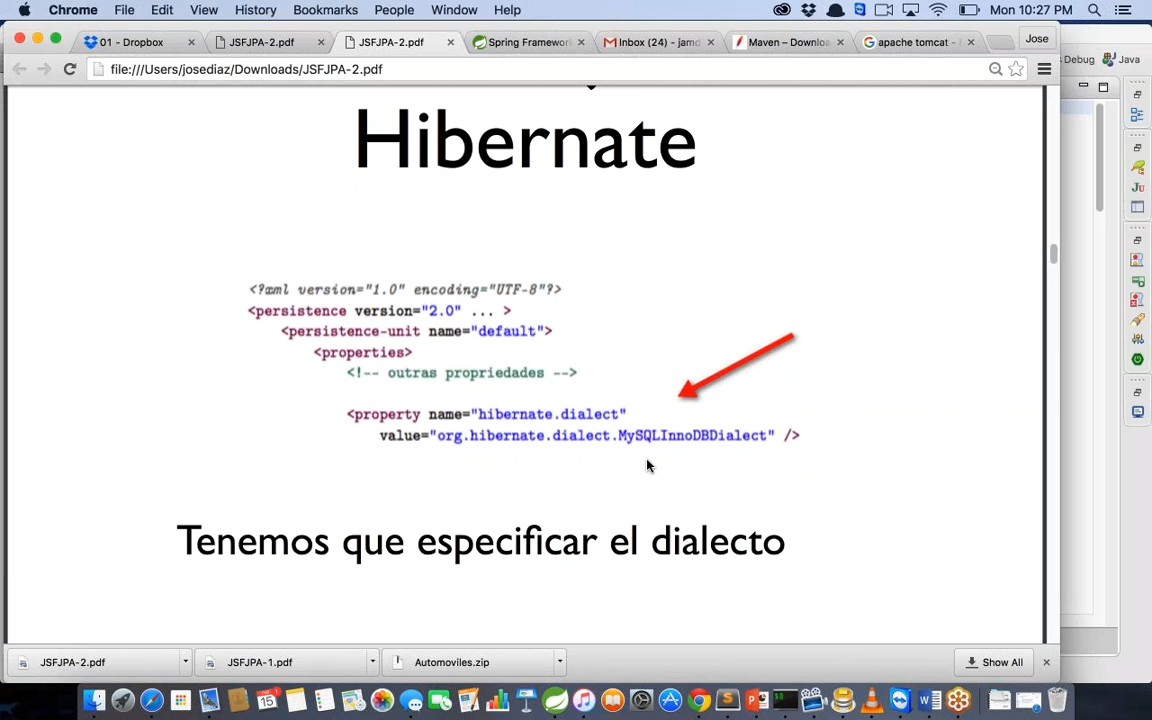 Chrome File Edit View History Bookmarks People Window Help Mon 10:27 PM
01 - Dropbox JSFJPA-2.pdf JSFJPA-2.pdf Spring Framewor Inbox (24) - jamd Maven – Downloa apache tomcat - Jose
file:///Users/josediaz/Downloads/JSFJPA-2.pdf
Debug Java
Hibernate
<?xml version="1.0" encoding="UTF-8"?>
<persistence version="2.0" ... >
<persistence-unit name="default">
<properties>
<!-- outras propriedades -->
<property name="hibernate.dialect"
value="org.hibernate.dialect.MySQLInnoDBDialect" />
Tenemos que especificar el dialecto
JSFJPA-2.pdf JSFJPA-1.pdf Automoviles.zip Show All